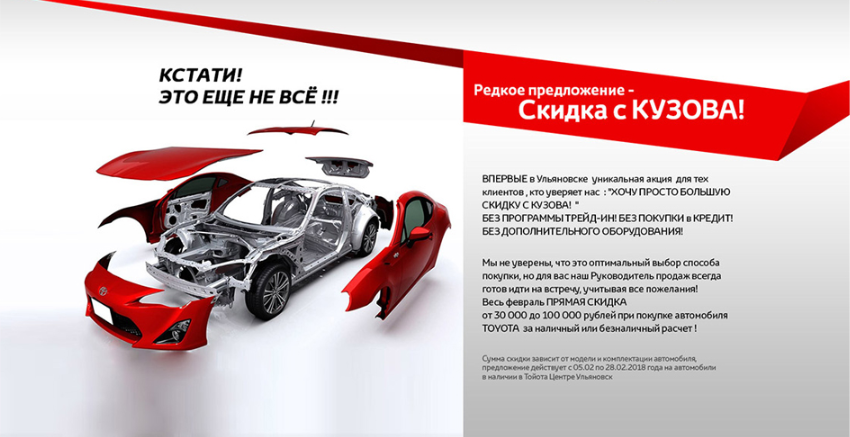 КСТАТИ!
ЭТО ЕЩЕ НЕ ВСЁ !!!
Редкое предложение -
Скидка с КУЗОВА!
ВПЕРВЫЕ в Ульяновске уникальная акция для тех
клиентов , кто уверяет нас : "ХОЧУ ПРОСТО БОЛЬШУЮ
СКИДКУ С КУЗОВА! "
БЕЗ ПРОГРАММЫ ТРЕЙД-ИН! БЕЗ ПОКУПКИ в КРЕДИТ!
БЕЗ ДОПОЛНИТЕЛЬНОГО ОБОРУДОВАНИЯ!
Мы не уверены, что это оптимальный выбор способа
покупки, но для вас наш Руководитель продаж всегда
готов идти на встречу, учитывая все пожелания!
Весь февраль ПРЯМАЯ СКИДКА
от 30 000 до 100 000 рублей при покупке автомобиля
TOYOTA за наличный или безналичный расчет !
Сумма скидки зависит от модели и комплектации автомобиля,
предложение действует с 05.02 по 28.02.2018 года на автомобили
в наличии в Тойота Центре Ульяновск